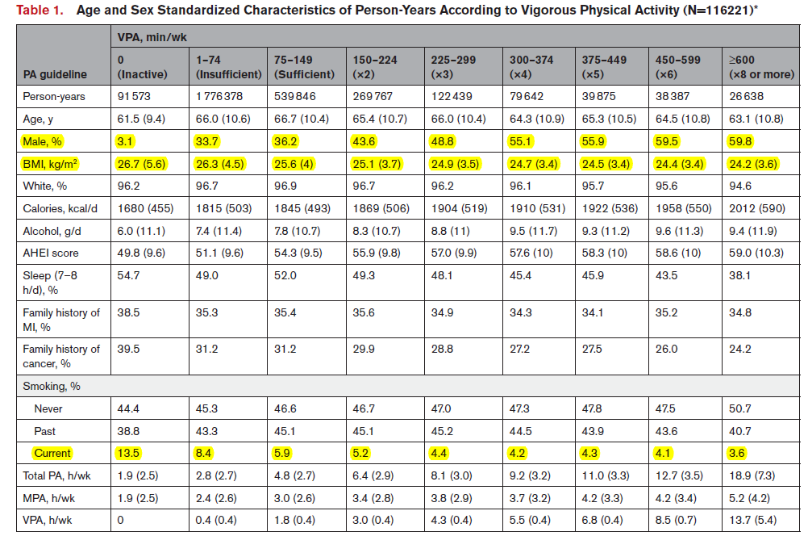 Table 1. Age and Sex Standardized Characteristics of Person-Years According to Vigorous Physical Activity (N=116221)*
PA guideline VPA, min/wk
0 (Inactive) 1–74 (Insufficient) 75–149 (Sufficient) 150–224 (×2) 225–299 (×3) 300–374 (×4) 375–449 (×5) 450–599 (×6) ≥600 (×8 or more)
Person-years 91573 1776378 539846 269767 122439 79642 39875 38387 26638
Age, y 61.5 (9.4) 66.0 (10.6) 66.7 (10.4) 65.4 (10.7) 66.0 (10.4) 64.3 (10.9) 65.3 (10.5) 64.5 (10.8) 63.1 (10.8)
Male, % 3.1 33.7 36.2 43.6 48.8 55.1 55.9 59.5 59.8
BMI, kg/m² 26.7 (5.6) 26.3 (4.5) 25.6 (4) 25.1 (3.7) 24.9 (3.5) 24.7 (3.4) 24.5 (3.4) 24.4 (3.4) 24.2 (3.6)
White, % 96.2 96.7 96.9 96.7 96.2 96.1 95.7 95.6 94.6
Calories, kcal/d 1680 (455) 1815 (503) 1845 (493) 1869 (506) 1904 (519) 1910 (531) 1922 (536) 1958 (550) 2012 (590)
Alcohol, g/d 6.0 (11.1) 7.4 (11.4) 7.8 (10.7) 8.3 (10.7) 8.8 (11) 9.5 (11.7) 9.3 (11.2) 9.6 (11.3) 9.4 (11.9)
AHEI score 49.8 (9.6) 51.1 (9.6) 54.3 (9.5) 55.9 (9.8) 57.0 (9.9) 57.6 (10) 58.3 (10) 58.6 (10) 59.0 (10.3)
Sleep (7–8 h/d), % 54.7 49.0 52.0 49.3 48.1 45.4 45.9 43.5 38.1
Family history of MI, % 38.5 35.3 35.4 35.6 34.9 34.3 34.1 35.2 34.8
Family history of cancer, % 39.5 31.2 31.2 29.9 28.8 27.2 27.5 26.0 24.2
Smoking, %
Never 44.4 45.3 46.6 46.7 47.0 47.3 47.8 47.5 50.7
Past 38.8 43.3 45.1 45.1 45.2 44.5 43.9 43.6 40.7
Current 13.5 8.4 5.9 5.2 4.4 4.2 4.3 4.1 3.6
Total PA, h/wk 1.9 (2.5) 2.8 (2.7) 4.8 (2.7) 6.4 (2.9) 8.1 (3.0) 9.2 (3.2) 11.0 (3.3) 12.7 (3.5) 18.9 (7.3)
MPA, h/wk 1.9 (2.5) 2.4 (2.6) 3.0 (2.6) 3.4 (2.8) 3.8 (2.9) 3.7 (3.2) 4.2 (3.3) 4.2 (3.4) 5.2 (4.2)
VPA, h/wk 0 0.4 (0.4) 1.8 (0.4) 3.0 (0.4) 4.3 (0.4) 5.5 (0.4) 6.8 (0.4) 8.5 (0.7) 13.7 (5.4)